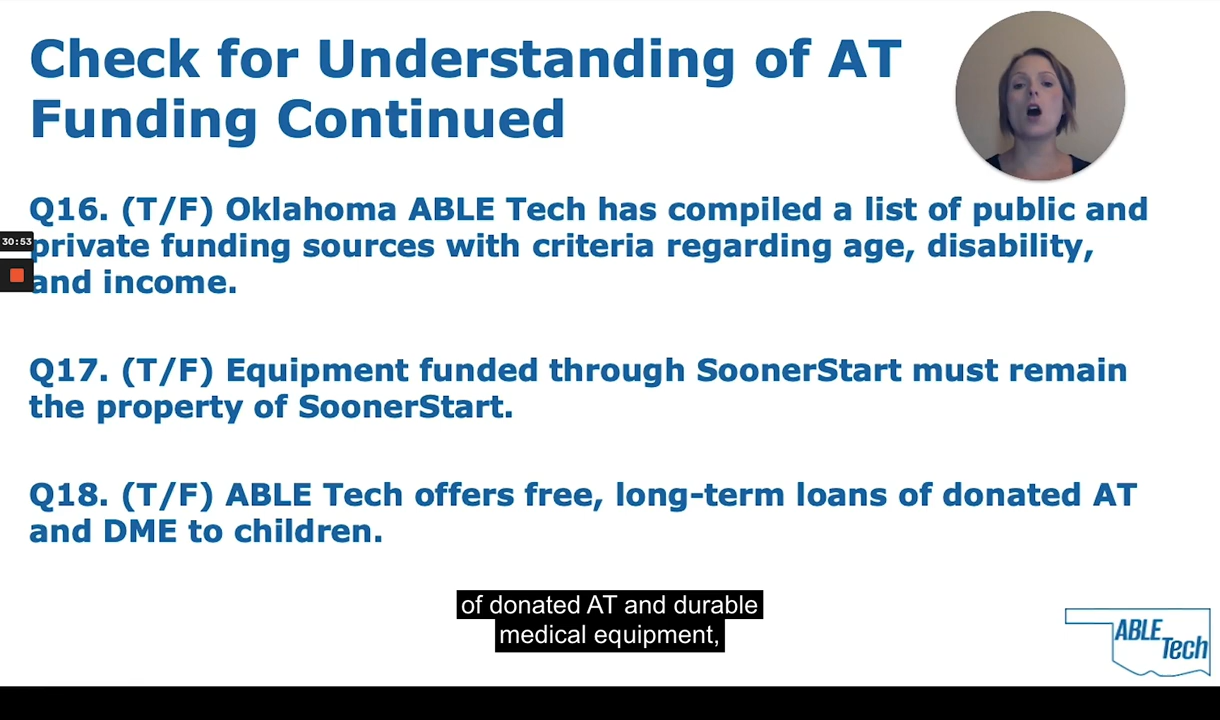 Check for Understanding of AT
Funding Continued
Q16. (T/F) Oklahoma ABLE Tech has compiled a list of public and
30:53
private funding sources with criteria regarding age, disability,
and income.
Q17. (T/F) Equipment funded through SoonerStart must remain
the property of SoonerStart.
Q18. (T/F) ABLE Tech offers free, long-term loans of donated AT
and DME to children.
of donated AT and durable
medical equipment,
ABLE
Tech